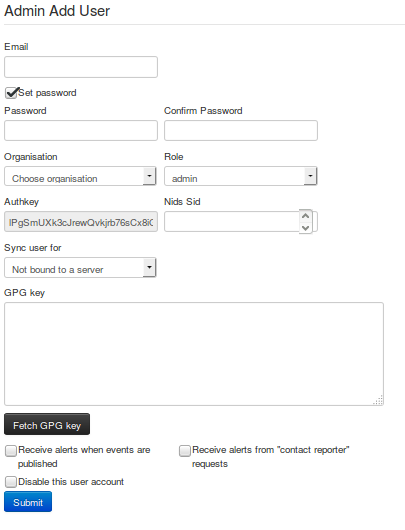 Admin Add User
Email
Set password
Password Confirm Password
Organisation Role
Choose organisation admin
Authkey Nids Sid
Sync user for
Not bound to a server
GPG key
Fetch GPG key
Receive alerts when events are published
Receive alerts from "contact reporter" requests
Disable this user account
Submit